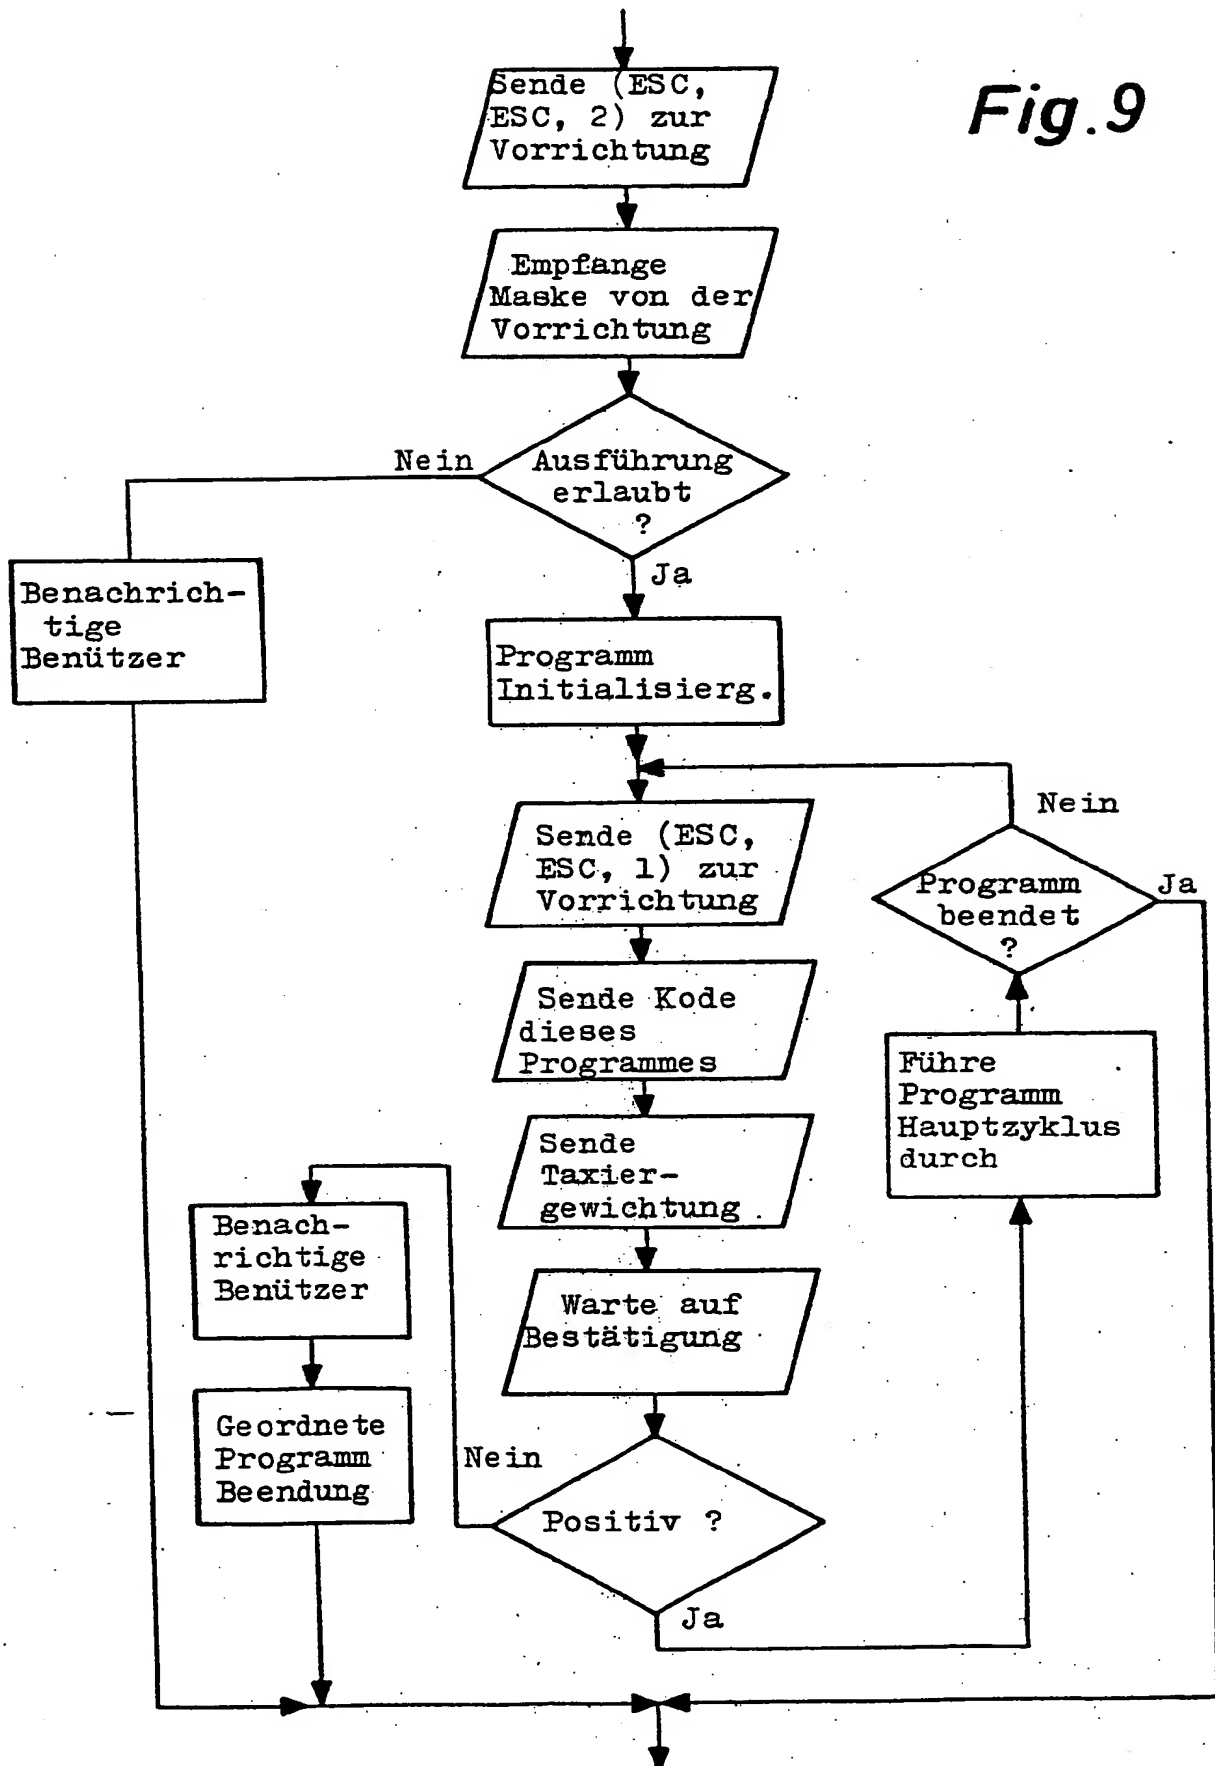 Fig.9
Sende (ESC,
ESC, 2) zur
Vorrichtung
Empfange
Maske von der
Vorrichtung
Nein
Ausführung
erlaubt
?
Ja
Benachrich-
tige
Benützer
Programm
Initialisierg.
Sende (ESC,
ESC, 1) zur
Vorrichtung
Nein
Programm
beendet
?
Ja
Sende Kode
dieses
Programmes
Führe
Programm
Hauptzyklus
durch
Sende
Taxier-
gewichtung
Benach-
richtige
Benützer
Warte auf
Bestätigung
Geordnete
Programm
Beendung
Nein
Positiv ?
Ja